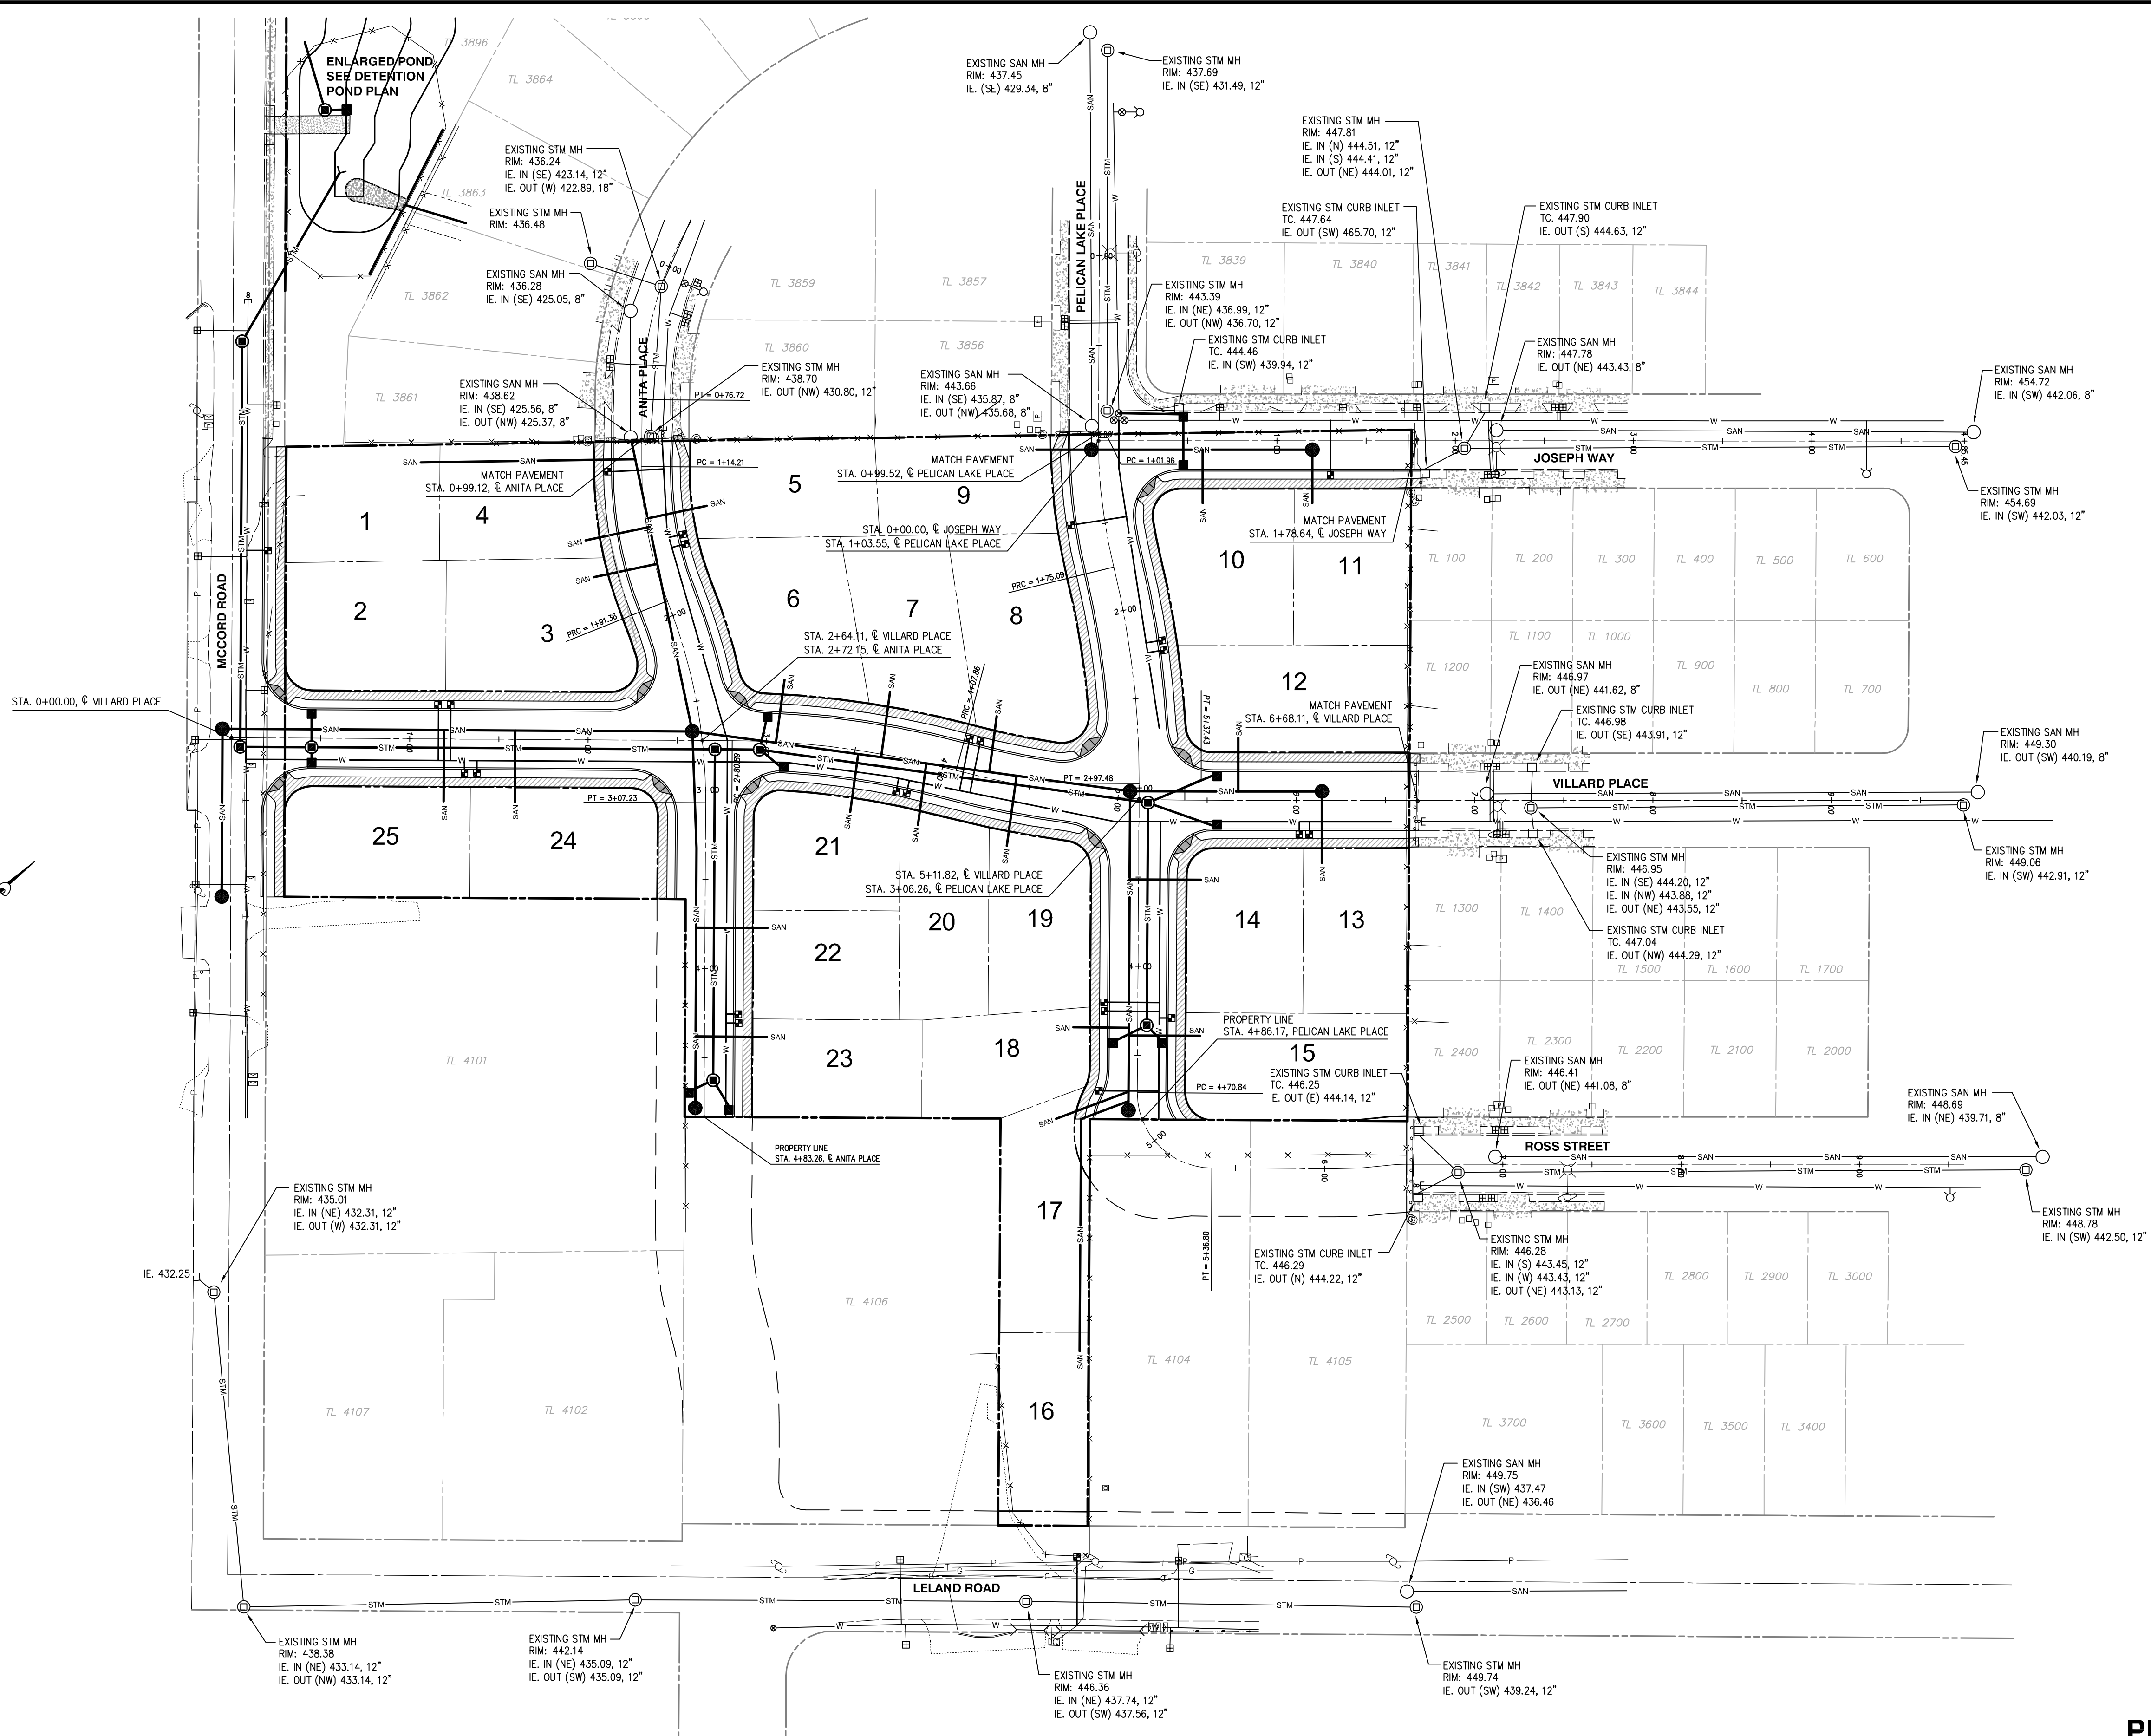 ENLARGED POND
SEE DETENTION
POND PLAN
TL 3896
TL 3864
TL 3863
TL 3862
TL 3861
TL 3859
TL 3857
TL 3860
TL 3856
TL 3839
TL 3840
TL 3841
TL 3842
TL 3843
TL 3844
EXISTING SAN MH
RIM: 437.45
IE. (SE) 429.34, 8"
EXISTING STM MH
RIM: 437.69
IE. IN (SE) 431.49, 12"
EXISTING STM MH
RIM: 447.81
IE. IN (N) 444.51, 12"
IE. IN (S) 444.41, 12"
IE. OUT (NE) 444.01, 12"
EXISTING STM MH
RIM: 436.24
IE. IN (SE) 423.14, 12"
IE. OUT (W) 422.89, 18"
EXISTING STM MH
RIM: 436.48
EXISTING SAN MH
RIM: 436.28
IE. IN (SE) 425.05, 8"
EXISTING STM CURB INLET
TC. 447.64
IE. OUT (SW) 465.70, 12"
EXISTING STM CURB INLET
TC. 447.90
IE. OUT (S) 444.63, 12"
EXISTING STM MH
RIM: 443.39
IE. IN (NE) 436.99, 12"
IE. OUT (NW) 436.70, 12"
EXISTING STM CURB INLET
TC. 444.46
IE. IN (SW) 439.94, 12"
EXISTING SAN MH
RIM: 447.78
IE. OUT (NE) 443.43, 8"
EXISTING SAN MH
RIM: 454.72
IE. IN (SW) 442.06, 8"
EXISTING SAN MH
RIM: 438.62
IE. IN (SE) 425.56, 8"
IE. OUT (NW) 425.37, 8"
EXSITING STM MH
RIM: 438.70
IE. OUT (NW) 430.80, 12"
EXISTING SAN MH
RIM: 443.66
IE. IN (SE) 435.87, 8"
IE. OUT (NW) 435.68, 8"
EXSITING STM MH
RIM: 454.69
IE. IN (SW) 442.03, 12"
PELICAN LAKE PLACE
ANITA PLACE
MCCORD ROAD
JOSEPH WAY
PT = 0+76.72
PC = 1+14.21
MATCH PAVEMENT
STA. 0+99.12, ℄ ANITA PLACE
MATCH PAVEMENT
STA. 0+99.52, ℄ PELICAN LAKE PLACE
PC = 1+01.96
STA. 0+00.00, ℄ JOSEPH WAY
STA. 1+03.55, ℄ PELICAN LAKE PLACE
MATCH PAVEMENT
STA. 1+78.64, ℄ JOSEPH WAY
PRC = 1+91.36
PRC = 1+75.09
STA. 2+64.11, ℄ VILLARD PLACE
STA. 2+72.15, ℄ ANITA PLACE
STA. 0+00.00, ℄ VILLARD PLACE
PRC = 4+07.86
PT = 5+37.43
MATCH PAVEMENT
STA. 6+68.11, ℄ VILLARD PLACE
PT = 3+07.23
PT = 2+97.48
1
2
3
4
5
6
7
8
9
10
11
12
13
14
15
16
17
18
19
20
21
22
23
24
25
TL 100
TL 200
TL 300
TL 400
TL 500
TL 600
TL 1200
TL 1100
TL 1000
TL 900
TL 800
TL 700
EXISTING SAN MH
RIM: 446.97
IE. OUT (NE) 441.62, 8"
EXISTING STM CURB INLET
TC. 446.98
IE. OUT (SE) 443.91, 12"
VILLARD PLACE
EXISTING SAN MH
RIM: 449.30
IE. OUT (SW) 440.19, 8"
EXISTING STM MH
RIM: 449.06
IE. IN (SW) 442.91, 12"
EXISTING STM MH
RIM: 446.95
IE. IN (SE) 444.20, 12"
IE. IN (NW) 443.88, 12"
IE. OUT (NE) 443.55, 12"
EXISTING STM CURB INLET
TC. 447.04
IE. OUT (NW) 444.29, 12"
STA. 5+11.82, ℄ VILLARD PLACE
STA. 3+06.26, ℄ PELICAN LAKE PLACE
TL 1300
TL 1400
TL 1500
TL 1600
TL 1700
TL 2400
TL 2300
TL 2200
TL 2100
TL 2000
PROPERTY LINE
STA. 4+86.17, PELICAN LAKE PLACE
EXISTING STM CURB INLET
TC. 446.25
IE. OUT (E) 444.14, 12"
EXISTING SAN MH
RIM: 446.41
IE. OUT (NE) 441.08, 8"
PC = 4+70.84
EXISTING SAN MH
RIM: 448.69
IE. IN (NE) 439.71, 8"
ROSS STREET
PROPERTY LINE
STA. 4+83.26, ℄ ANITA PLACE
TL 4101
TL 4106
TL 4107
TL 4102
TL 4104
TL 4105
EXISTING STM MH
RIM: 435.01
IE. IN (NE) 432.31, 12"
IE. OUT (W) 432.31, 12"
IE. 432.25
PT = 5+36.80
EXISTING STM CURB INLET
TC. 446.29
IE. OUT (N) 444.22, 12"
EXISTING STM MH
RIM: 446.28
IE. IN (S) 443.45, 12"
IE. IN (W) 443.43, 12"
IE. OUT (NE) 443.13, 12"
EXISTING STM MH
RIM: 448.78
IE. IN (SW) 442.50, 12"
TL 2500
TL 2600
TL 2700
TL 2800
TL 2900
TL 3000
TL 3700
TL 3600
TL 3500
TL 3400
EXISTING SAN MH
RIM: 449.75
IE. IN (SW) 437.47
IE. OUT (NE) 436.46
LELAND ROAD
EXISTING STM MH
RIM: 438.38
IE. IN (NE) 433.14, 12"
IE. OUT (NW) 433.14, 12"
EXISTING STM MH
RIM: 442.14
IE. IN (NE) 435.09, 12"
IE. OUT (SW) 435.09, 12"
EXISTING STM MH
RIM: 446.36
IE. IN (NE) 437.74, 12"
IE. OUT (SW) 437.56, 12"
EXISTING STM MH
RIM: 449.74
IE. OUT (SW) 439.24, 12"